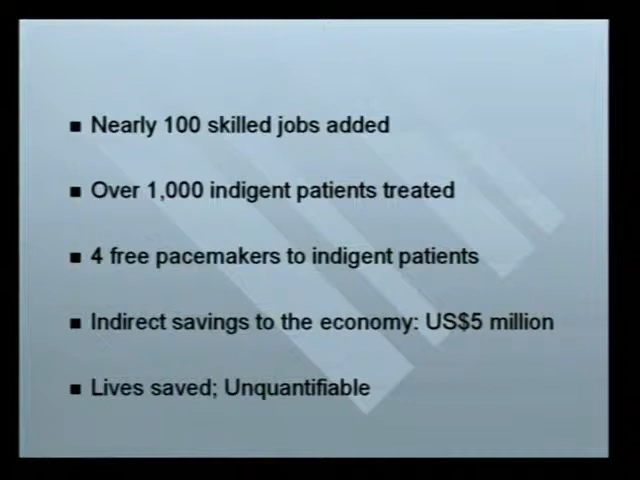 ■ Nearly 100 skilled jobs added
■ Over 1,000 indigent patients treated
■ 4 free pacemakers to indigent patients
■ Indirect savings to the economy: US$5 million
■ Lives saved; Unquantifiable